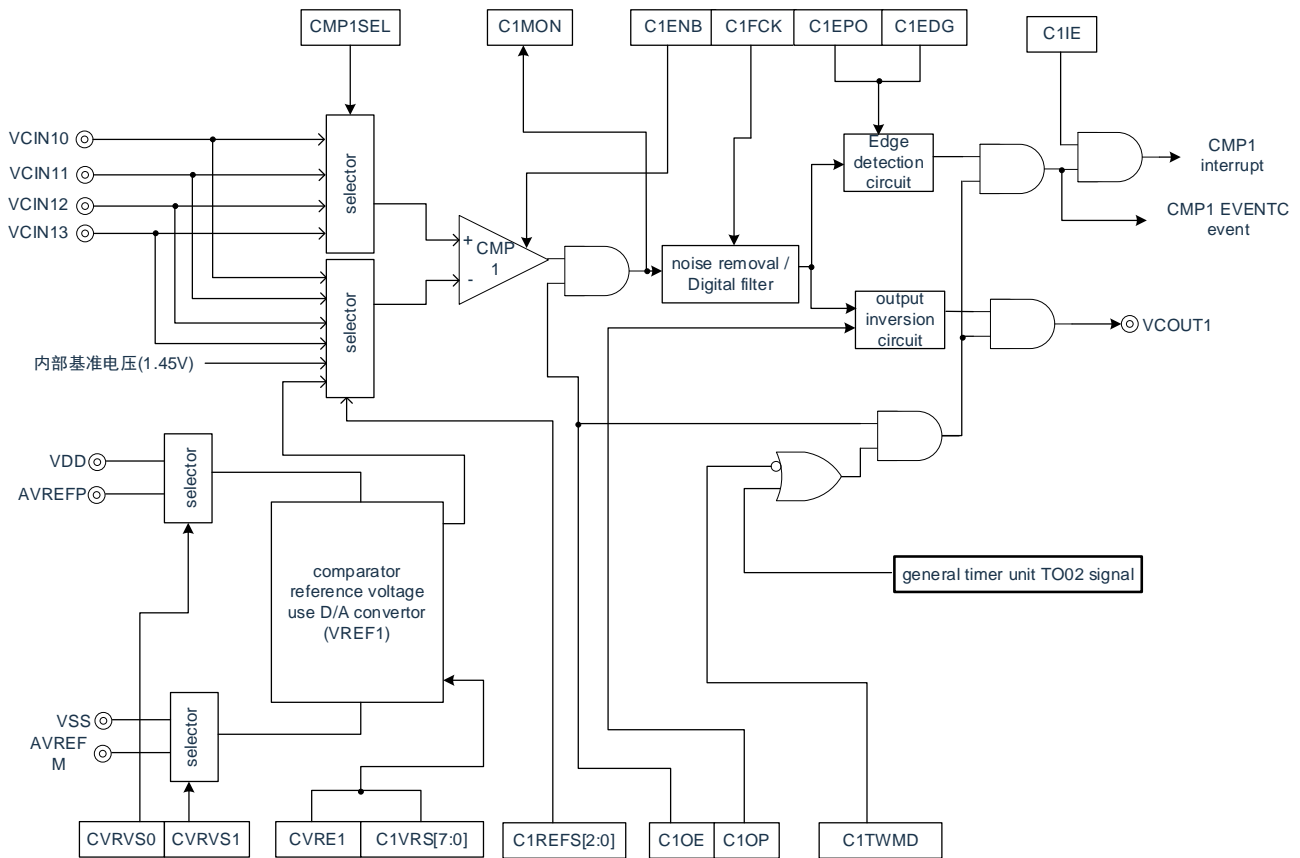 CMP1SEL
C1MON
C1ENB
C1FCK
C1EPO
C1EDG
C1IE
VCIN10
VCIN11
VCIN12
VCIN13
selector
selector
内部基准电压(1.45V)
+
-
CMP
1
noise removal /
Digital filter
Edge
detection
circuit
output
inversion
circuit
CMP1
interrupt
CMP1 EVENTC
event
VCOUT1
VDD
AVREFP
selector
comparator
reference voltage
use D/A convertor
(VREF1)
general timer unit TO02 signal
VSS
AVREF
M
selector
CVRVS0
CVRVS1
CVRE1
C1VRS[7:0]
C1REFS[2:0]
C1OE
C1OP
C1TWMD